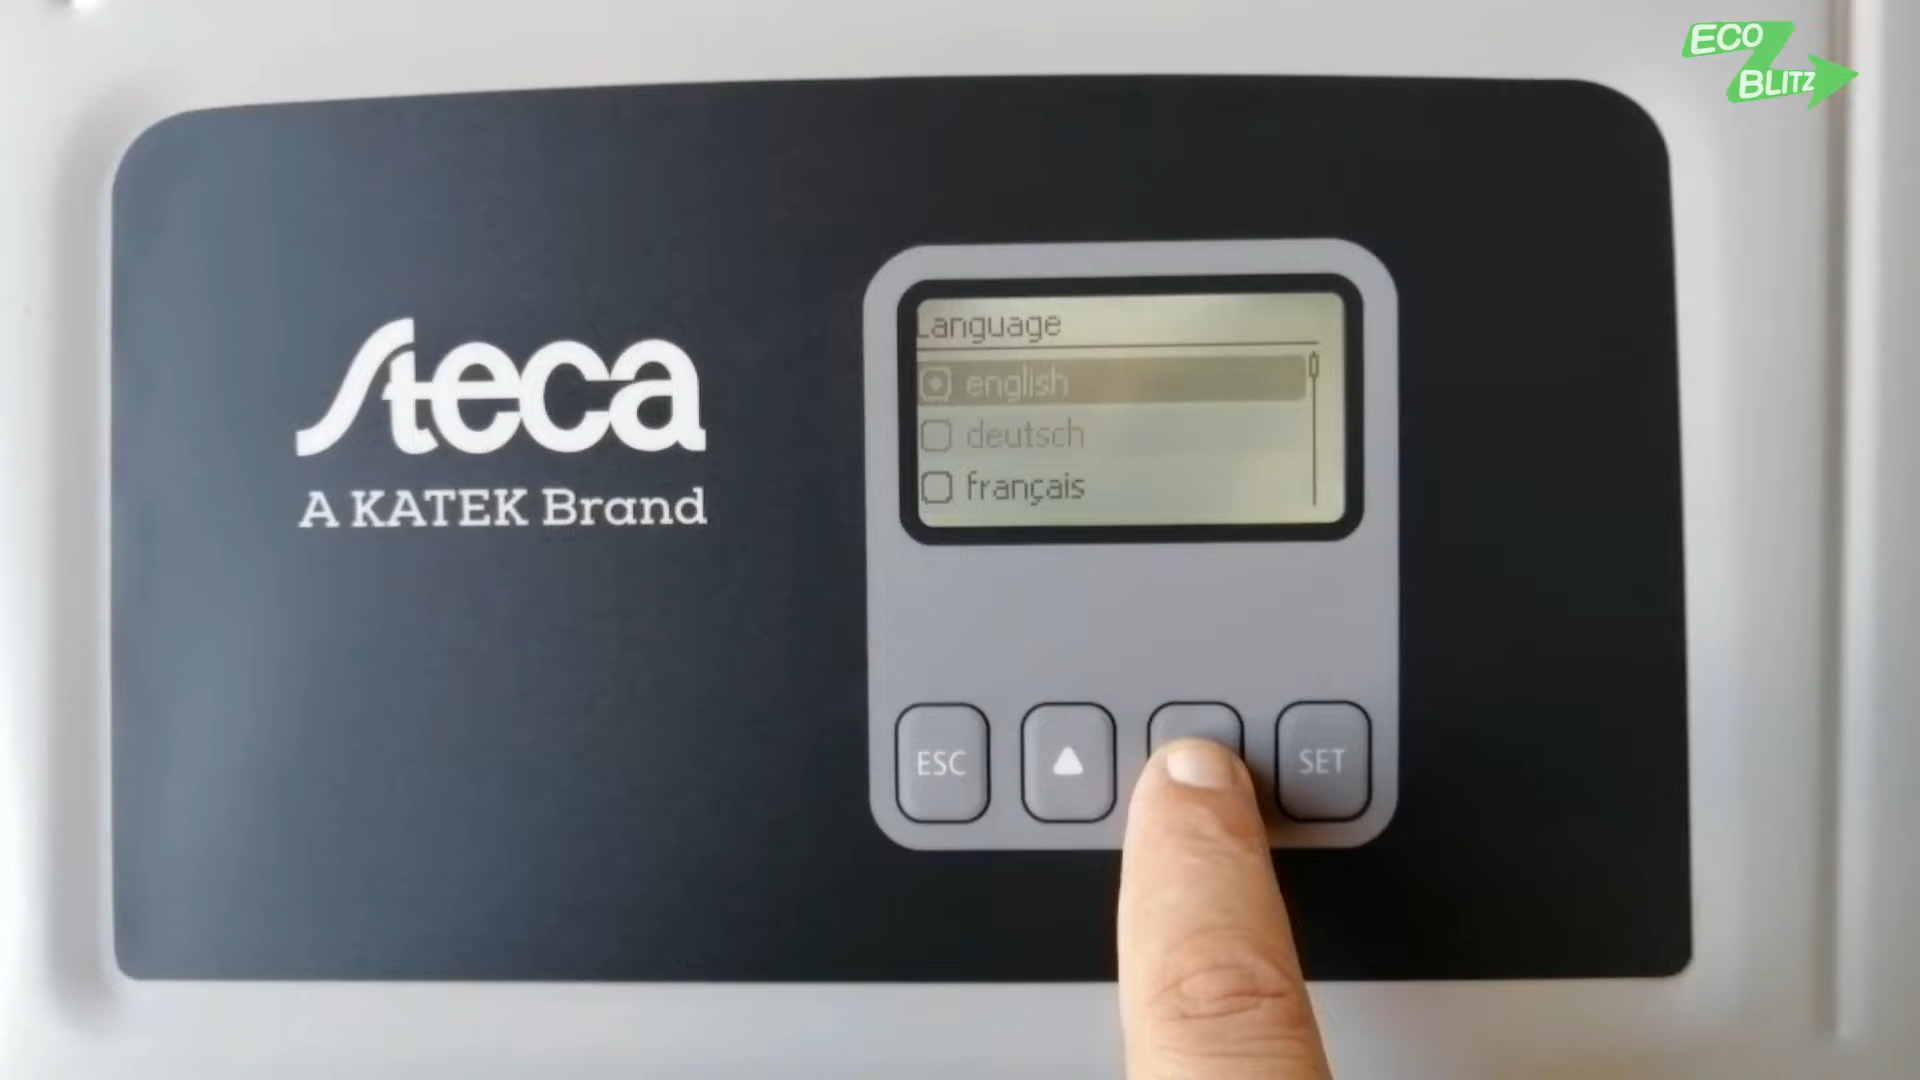 ECO
BLITZ
Steca
A KATEK Brand
Language
english
deutsch
français
ESC
SET